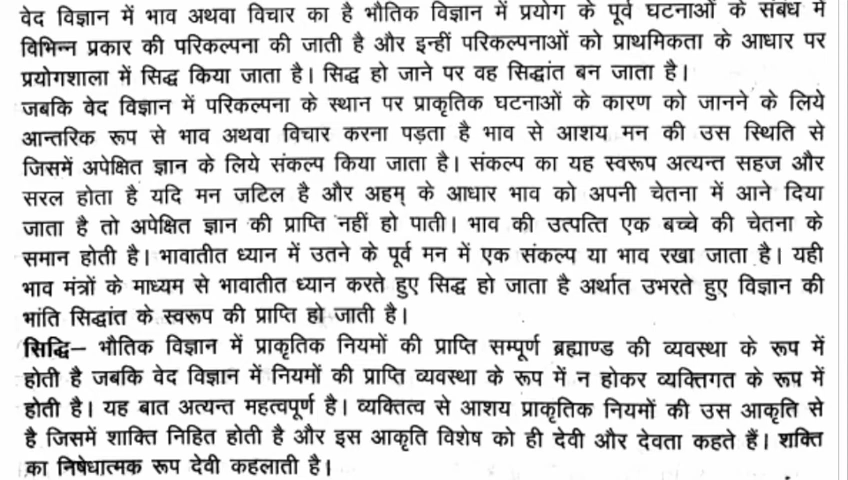 वेद विज्ञान में भाव अथवा विचार का है भौतिक विज्ञान में प्रयोग के पूर्व घटनाओं के संबंध में
विभिन्न प्रकार की परिकल्पना की जाती है और इन्हीं परिकल्पनाओं को प्राथमिकता के आधार पर
प्रयोगशाला में सिद्ध किया जाता है। सिद्ध हो जाने पर वह सिद्धांत बन जाता है।
जबकि वेद विज्ञान में परिकल्पना के स्थान पर प्राकृतिक घटनाओं के कारण को जानने के लिये
आन्तरिक रूप से भाव अथवा विचार करना पड़ता है भाव से आशय मन की उस स्थिति से
जिसमें अपेक्षित ज्ञान के लिये संकल्प किया जाता है। संकल्प का यह स्वरूप अत्यन्त सहज और
सरल होता है यदि मन जटिल है और अहम् के आधार भाव को अपनी चेतना में आने दिया
जाता है तो अपेक्षित ज्ञान की प्राप्ति नहीं हो पाती। भाव की उत्पत्ति एक बच्चे की चेतना के
समान होती है। भावातीत ध्यान में उतने के पूर्व मन में एक संकल्प या भाव रखा जाता है। यही
भाव मंत्रों के माध्यम से भावातीत ध्यान करते हुए सिद्ध हो जाता है अर्थात उभरते हुए विज्ञान की
भांति सिद्धांत के स्वरूप की प्राप्ति हो जाती है।
सिद्धि– भौतिक विज्ञान में प्राकृतिक नियमों की प्राप्ति सम्पूर्ण ब्रह्माण्ड की व्यवस्था के रूप में
होती है जबकि वेद विज्ञान में नियमों की प्राप्ति व्यवस्था के रूप में न होकर व्यक्तिगत के रूप में
होती है। यह बात अत्यन्त महत्वपूर्ण है। व्यक्तित्व से आशय प्राकृतिक नियमों की उस आकृति से
है जिसमें शाक्ति निहित होती है और इस आकृति विशेष को ही देवी और देवता कहते हैं। शक्ति
का निषेधात्मक रूप देवी कहलाती है।